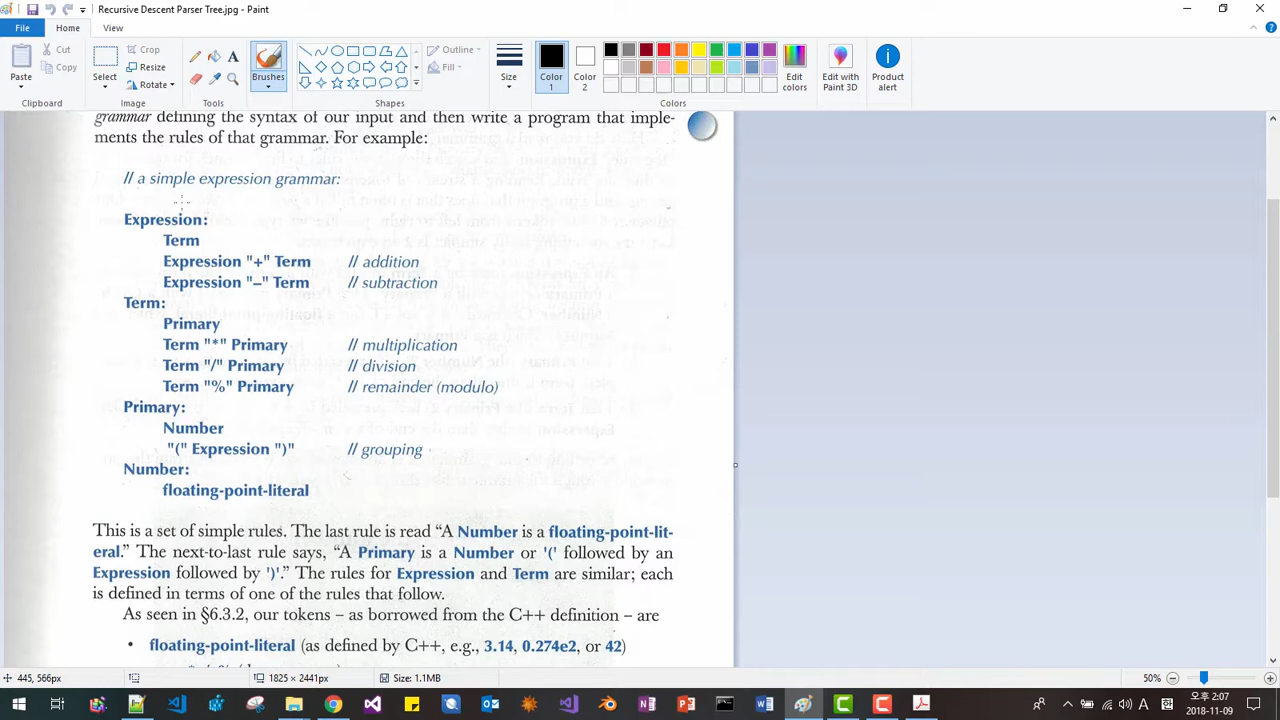 Recursive Descent Parser Tree.jpg - Paint
File
Home
View
Paste
Cut
Copy
Clipboard
Select
Crop
Resize
Rotate
Image
Tools
Brushes
Shapes
Outline
Fill
Size
Color 1
Color 2
Edit colors
Colors
Edit with Paint 3D
Product alert
grammar defining the syntax of our input and then write a program that imple-
ments the rules of that grammar. For example:
// a simple expression grammar:
Expression:
Term
Expression "+" Term // addition
Expression "–" Term // subtraction
Term:
Primary
Term "*" Primary // multiplication
Term "/" Primary // division
Term "%" Primary // remainder (modulo)
Primary:
Number
"(" Expression ")" // grouping
Number:
floating-point-literal
This is a set of simple rules. The last rule is read “A Number is a floating-point-lit-
eral.” The next-to-last rule says, “A Primary is a Number or '(' followed by an
Expression followed by ')'.” The rules for Expression and Term are similar; each
is defined in terms of one of the rules that follow.
As seen in §6.3.2, our tokens – as borrowed from the C++ definition – are
• floating-point-literal (as defined by C++, e.g., 3.14, 0.274e2, or 42)
445, 566px
1825 × 2441px
Size: 1.1MB
50%
A
오후 2:07
2018-11-09